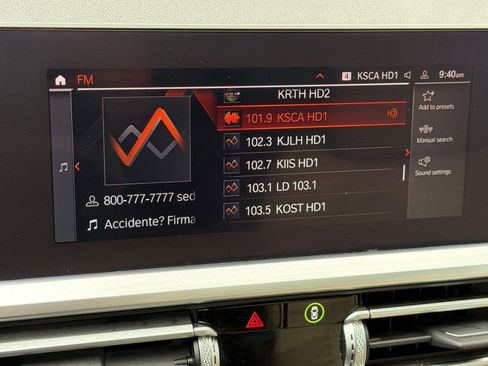 FM
4 KSCA HD1
9:40am
KRTH HD2
101.9 KSCA HD1
102.3 KJLH HD1
102.7 KIIS HD1
103.1 LD 103.1
103.5 KOST HD1
800-777-7777 sed
Accidente? Firma
Add to presets
Manual search
Sound settings